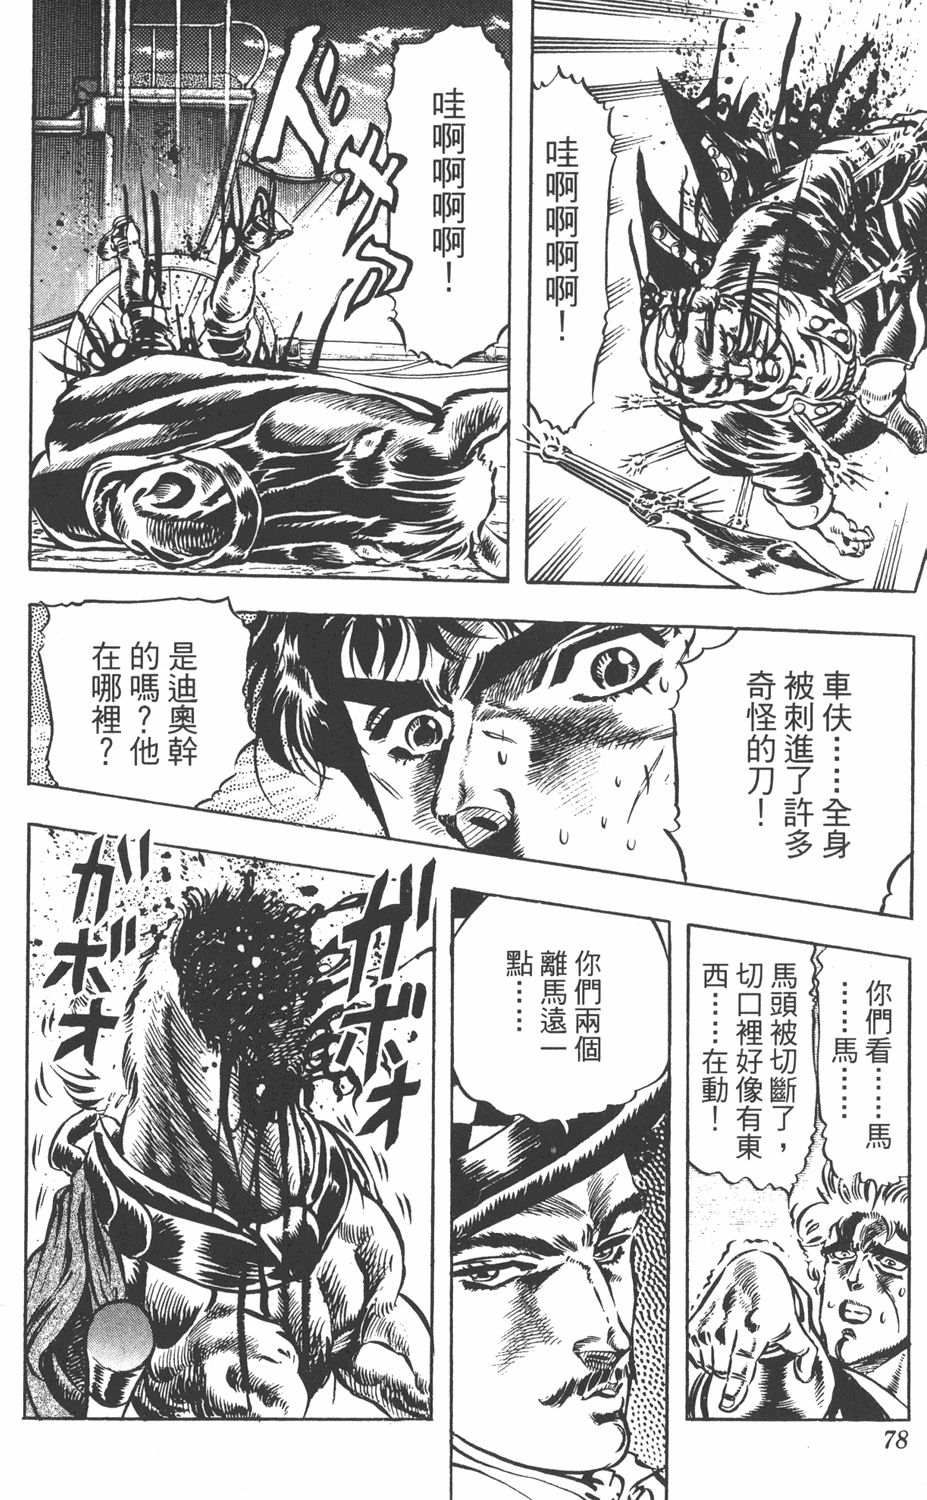 哇啊啊啊啊！
哇啊啊啊啊！
ズギャ
車伕……全身
被刺進了許多
奇怪的刀！
是迪奧幹
的嗎？他
在哪裡？
你們看……馬
……馬……
馬頭被切斷了，
切口裡好像有東
西……在動！
你們兩個
離馬遠一
點……
ガボォ
ガボォ
78